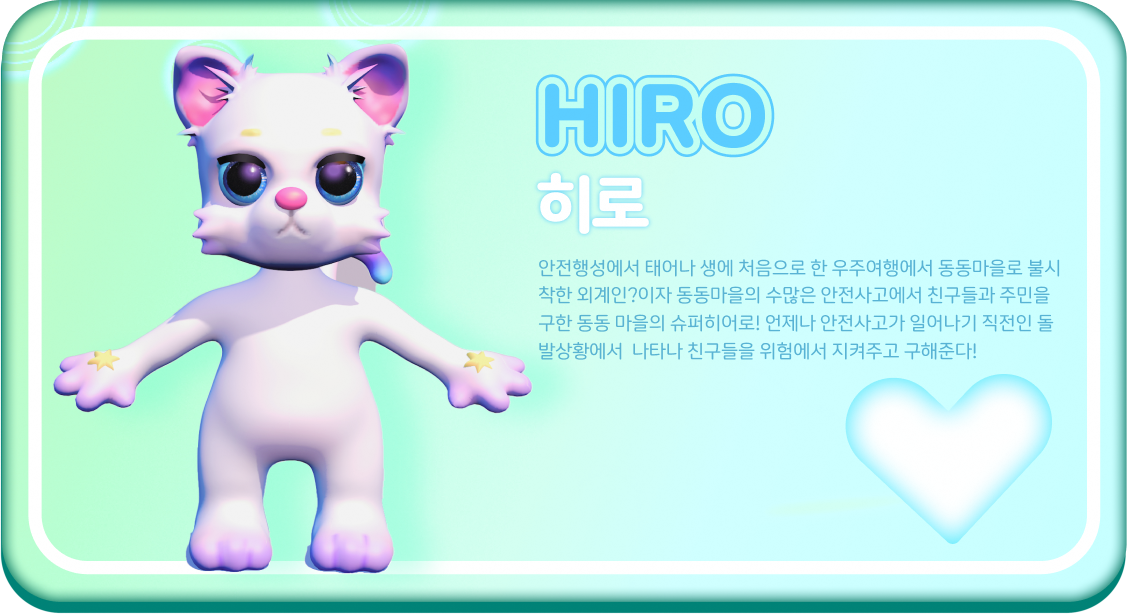 HIRO
히로
안전행성에서 태어나 생에 처음으로 한 우주여행에서 동동마을로 불시
착한 외계인?이자 동동마을의 수많은 안전사고에서 친구들과 주민을
구한 동동 마을의 슈퍼히어로! 언제나 안전사고가 일어나기 직전인 돌
발상황에서 나타나 친구들을 위험에서 지켜주고 구해준다!